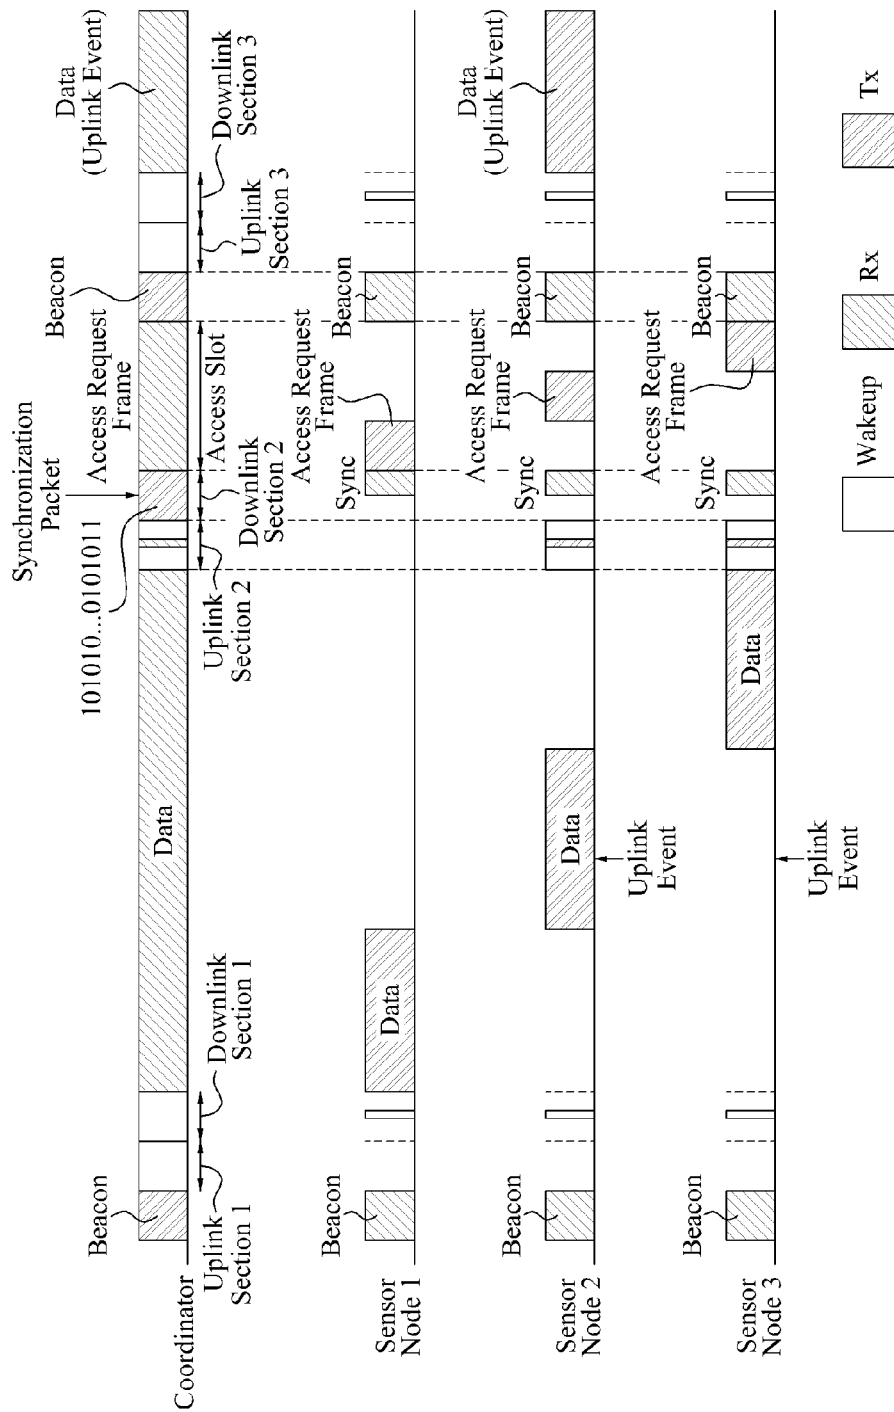 Synchronization
Packet
101010...0101011
Beacon
Data
Access Request
Frame
Beacon
Data
(Uplink Event)
Coordinator
Uplink
Section 1
Downlink
Section 1
Uplink
Section 2
Downlink
Section 2
Access Slot
Uplink
Section 3
Downlink
Section 3
Sensor
Node 1
Beacon
Data
Sync
Access Request
Frame
Beacon
Sensor
Node 2
Beacon
Data
Uplink
Event
Sync
Access Request
Frame
Beacon
Data
(Uplink Event)
Sensor
Node 3
Beacon
Uplink
Event
Data
Sync
Access Request
Frame
Beacon
Wakeup
Rx
Tx